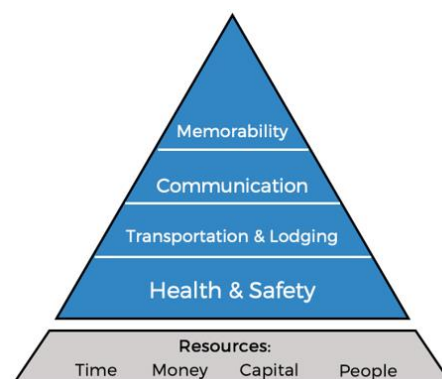 Memorability
Communication
Transportation & Lodging
Health & Safety
Resources:
Time Money Capital People